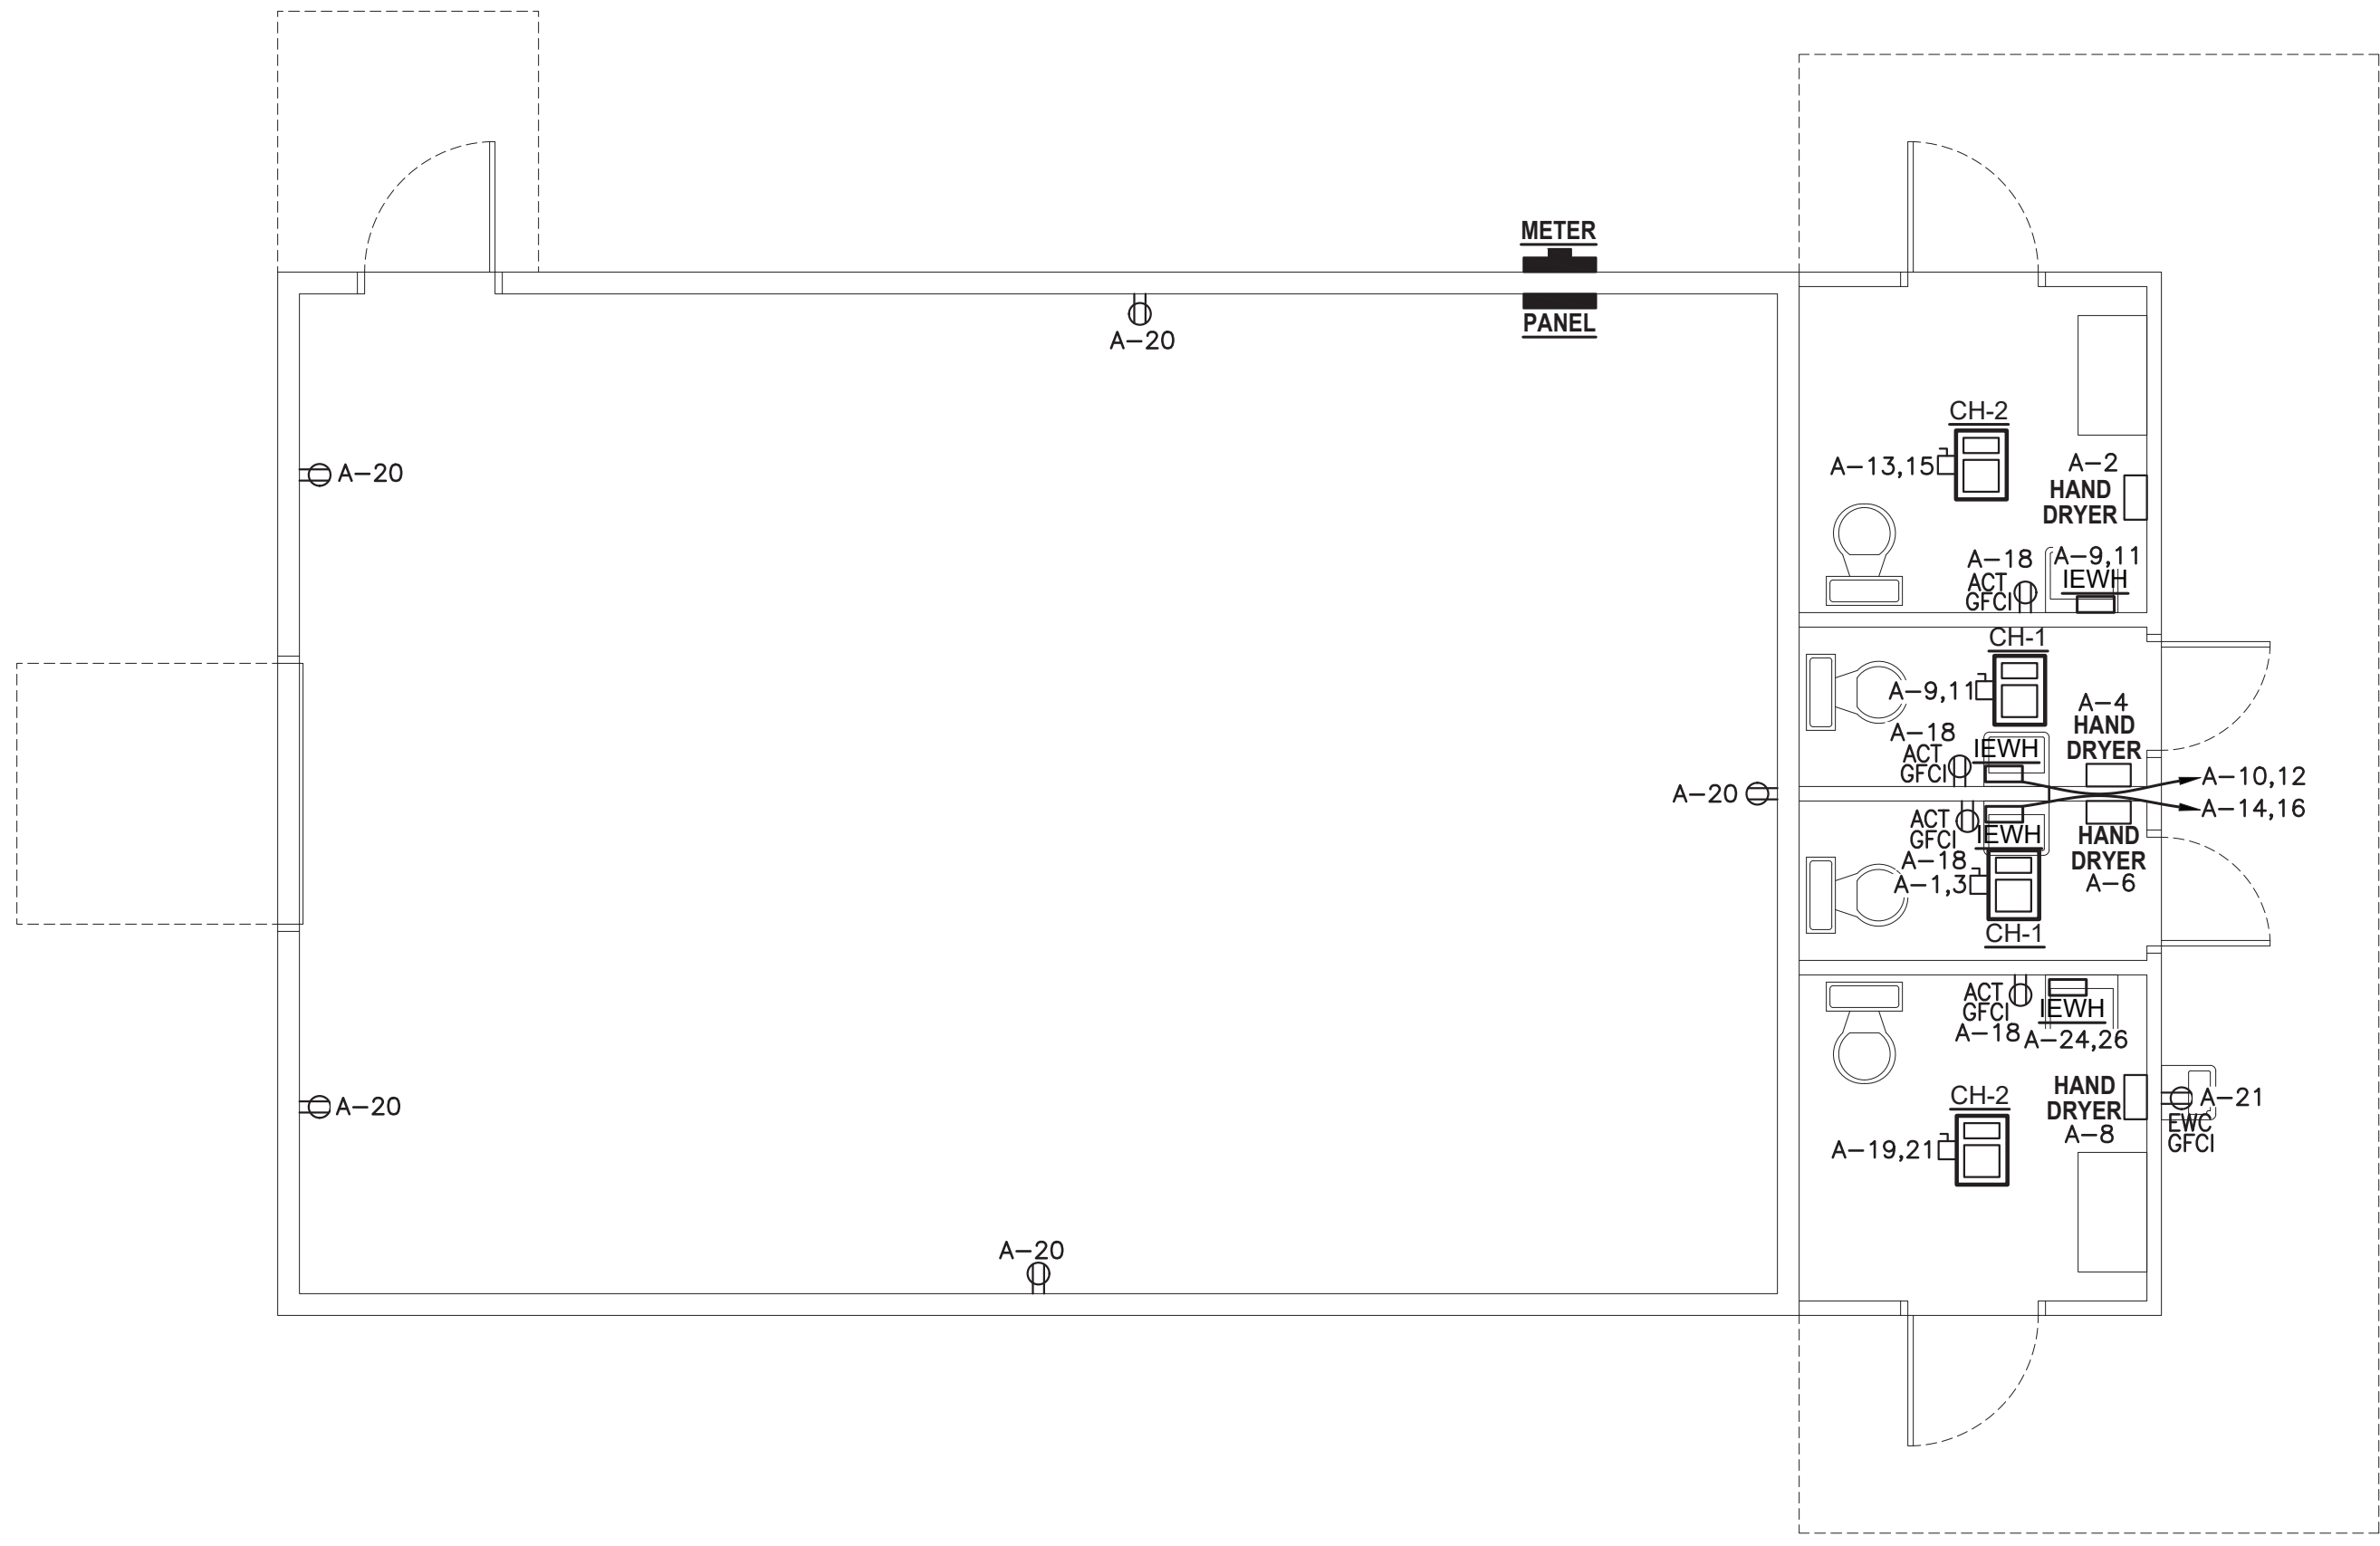 METER
PANEL
A-20
CH-2
A-13,15
A-2
HAND
DRYER
A-20
A-18
ACT
GFCI
A-9,11
IEWH
CH-1
A-9,11
A-4
HAND
DRYER
A-18
ACT
GFCI
IEWH
A-10,12
A-20
A-14,16
ACT
GFCI
A-18
IEWH
HAND
DRYER
A-6
A-1,3
CH-1
ACT
GFCI
A-18
IEWH
A-24,26
A-20
HAND
DRYER
A-8
A-21
EWC
GFCI
CH-2
A-19,21
A-20